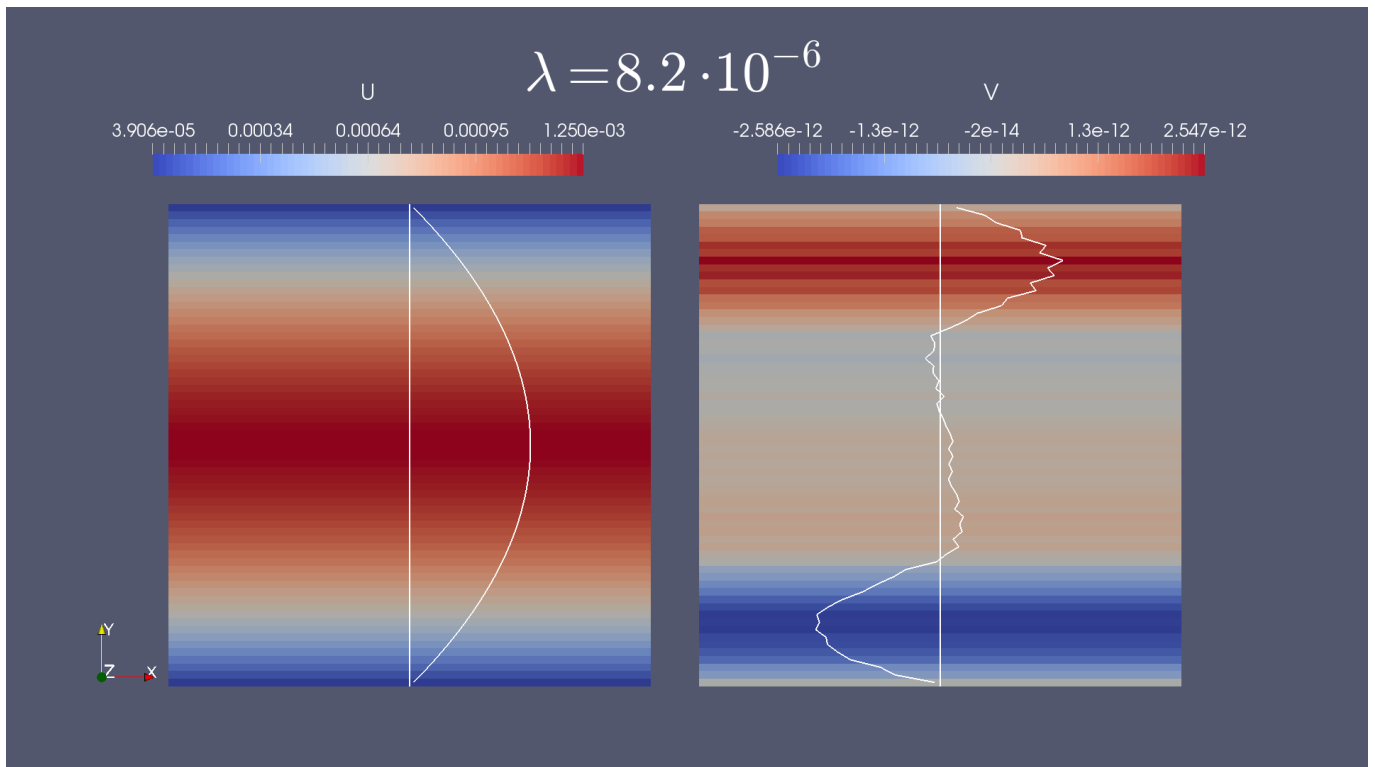 λ=8.2·10⁻⁶
U
V
3.906e-05 0.00034 0.00064 0.00095 1.250e-03
-2.586e-12 -1.3e-12 -2e-14 1.3e-12 2.547e-12
Y
Z X